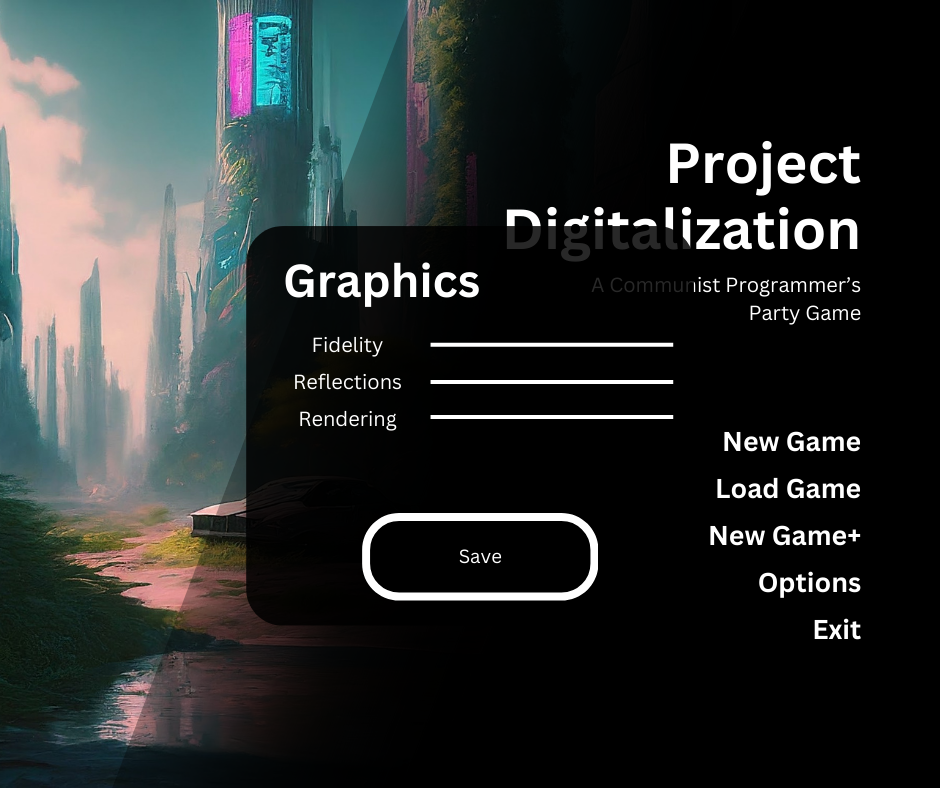 Project
Digitalization
A Communist Programmer’s
Party Game
Graphics
Fidelity
Reflections
Rendering
Save
New Game
Load Game
New Game+
Options
Exit